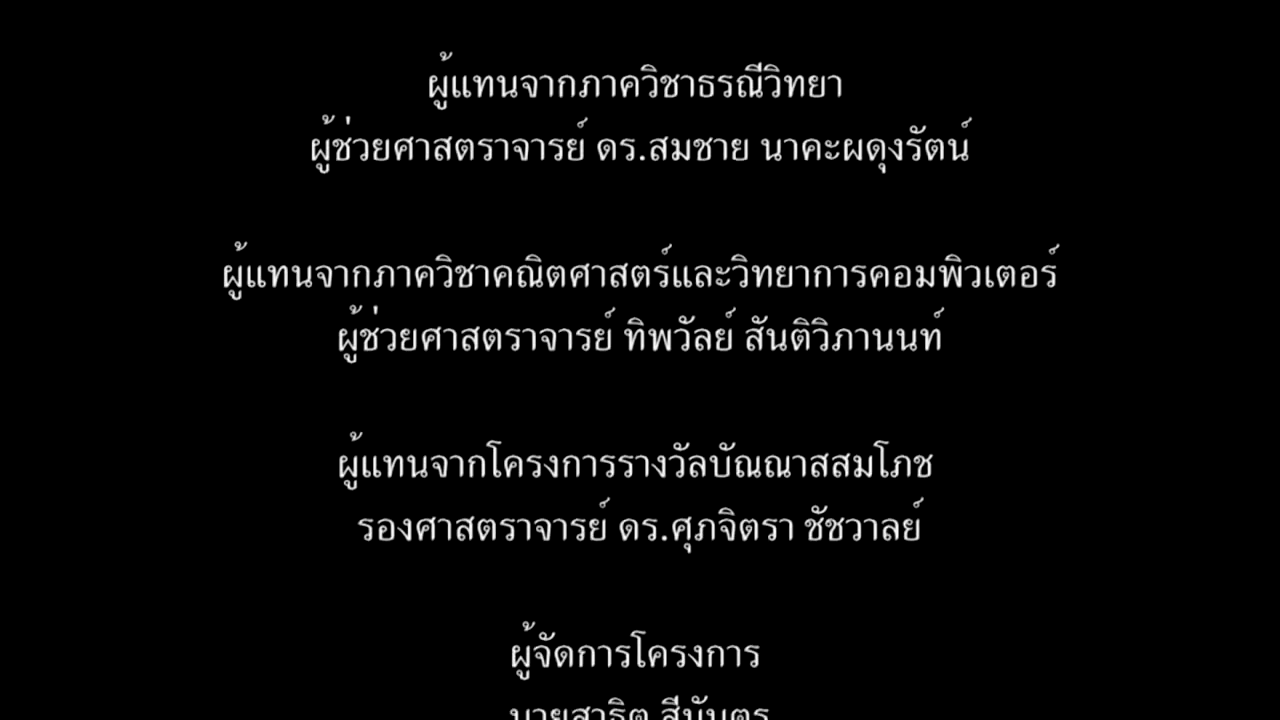 ผู้แทนจากภาควิชาธรณีวิทยา
ผู้ช่วยศาสตราจารย์ ดร.สมชาย นาคะผดุงรัตน์
ผู้แทนจากภาควิชาคณิตศาสตร์และวิทยาการคอมพิวเตอร์
ผู้ช่วยศาสตราจารย์ ทิพวัลย์ สันติวิภานนท์
ผู้แทนจากโครงการรางวัลบัณณาสสมโภช
รองศาสตราจารย์ ดร.ศุภจิตรา ชัชวาลย์
ผู้จัดการโครงการ
นายสาธิต